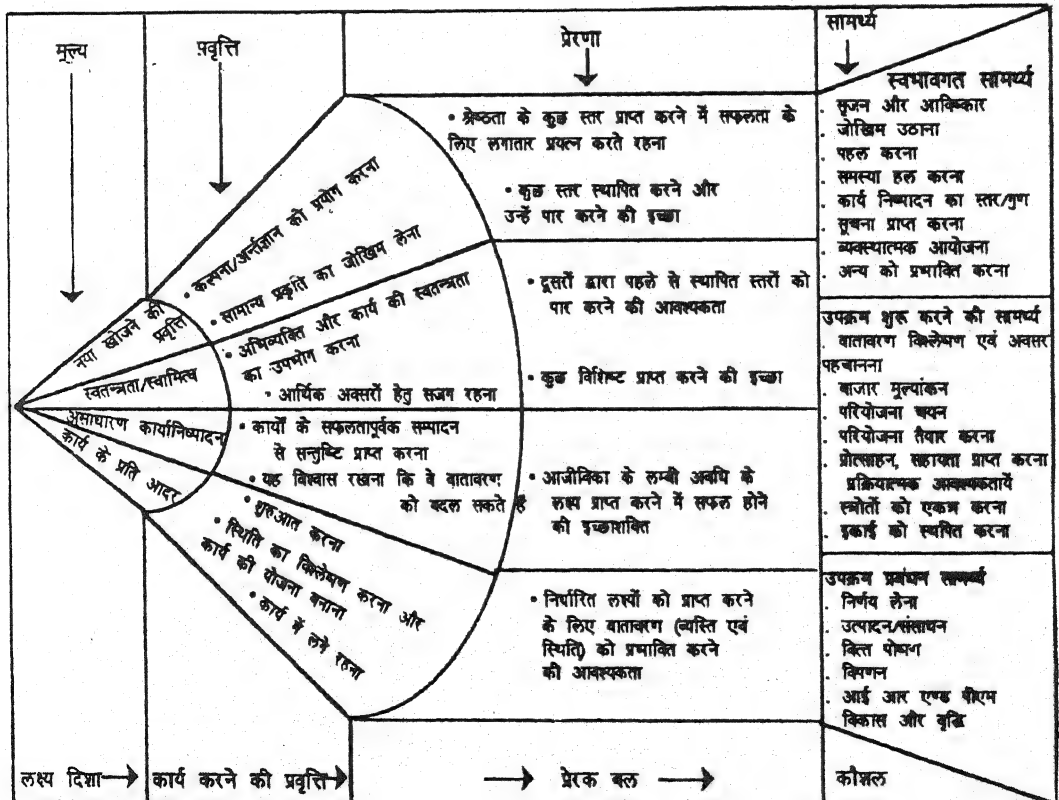 मूल्य
प्रवृत्ति
प्रेरणा
सामर्थ्य
नया खोजने की
प्रवृत्ति
स्वतन्त्रता/स्वामित्व
असाधारण कार्यानिष्पादन
कार्य के प्रति आदर
• कल्पना/अर्न्तज्ञान को प्रयोग करना
• सामान्य प्रकृति का जोखिम लेना
• अभिव्यक्ति और कार्य की स्वतन्त्रता
का उपभोग करना
• आर्थिक अवसरों हेतु सजग रहना
• कार्यों के सफलतापूर्वक सम्पादन
से सन्तुष्टि प्राप्त करना
• यह विश्वास रखना कि वे वातावरण
को बदल सकते हैं
• शुरुआत करना
• स्थिति का विश्लेषण करना और
कार्य की योजना बनाना
• कार्य में लगे रहना
• श्रेष्ठता के कुछ स्तर प्राप्त करने में सफलता के
लिए लगातार प्रयत्न करते रहना
• कुछ स्तर स्थापित करने और
उन्हें पार करने की इच्छा
• दूसरों द्वारा पहले से स्थापित स्तरों को
पार करने की आवश्यकता
• कुछ विशिष्ट प्राप्त करने की इच्छा
• आजीविका के लम्बी अवधि के
लक्ष्य प्राप्त करने में सफल होने
की इच्छाशक्ति
• निर्धारित लक्ष्यों को प्राप्त करने
के लिए वातावरण (व्यस्ति एवं
स्थिति) को प्रभावित करने
की आवश्यकता
स्वभावगत सामर्थ्य
. सृजन और आविष्कार
. जोखिम उठाना
. पहल करना
. समस्या हल करना
. कार्य निष्पादन का स्तर/गुण
. सूचना प्राप्त करना
. व्यवस्थात्मक आयोजना
. अन्य को प्रभावित करना
उपक्रम शुरू करने की सामर्थ्य
. वातावरण विश्लेषण एवं अवसर
पहचानना
. बाजार मूल्यांकन
. परियोजना चयन
. परियोजना तैयार करना
. प्रोत्साहन, सहायता प्राप्त करना
प्रक्रियात्मक आवश्यकतायें
. स्त्रोतों को एकत्र करना
. इकाई को स्थापित करना
उपक्रम प्रबंधन सामर्थ्य
. निर्णय लेना
. उत्पादन/संसाधन
. वित्त पोषण
. विपणन
. आई आर एण्ड पीएम
. विकास और वृद्धि
लक्ष्य दिशा
कार्य करने की प्रवृत्ति
प्रेरक बल
कौशल